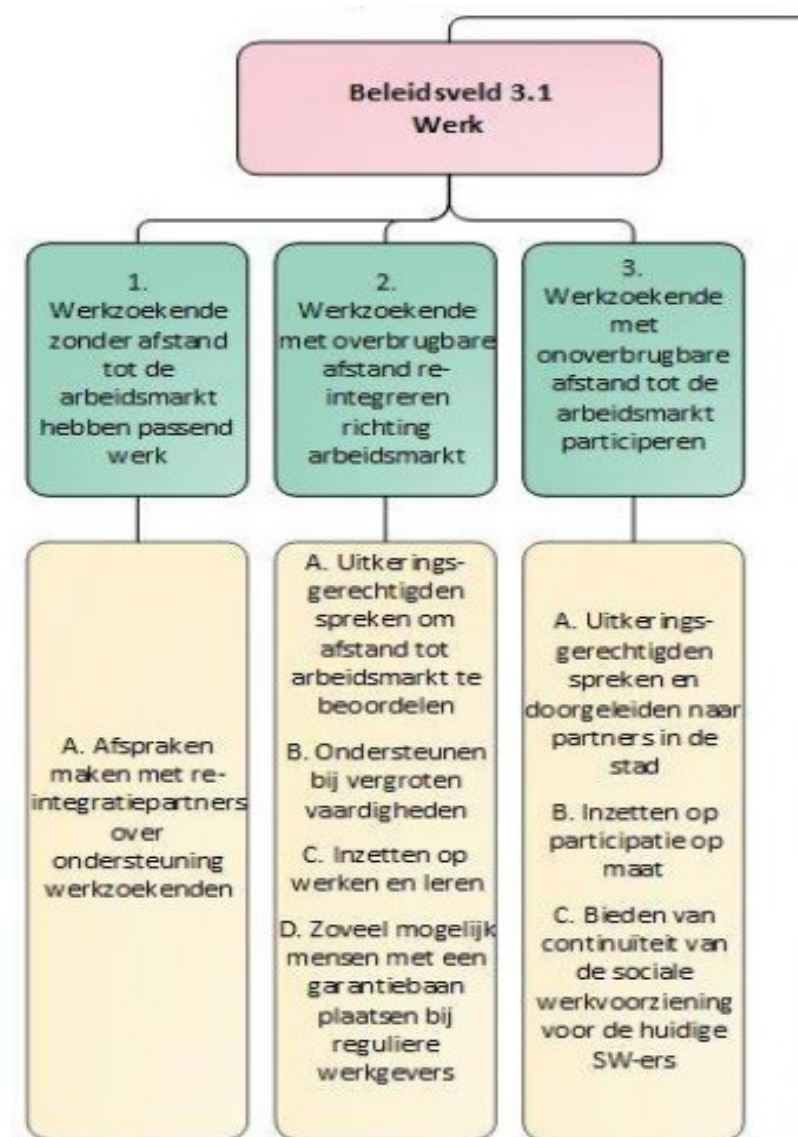 Beleidsveld 3.1
Werk
1.
Werkzoekende
zonder afstand
tot de
arbeidsmarkt
hebben passend
werk
2.
Werkzoekende
met overbrugbare
afstand re-
integreren
richting
arbeidsmarkt
3.
Werkzoekende
met
onoverbrugbare
afstand tot de
arbeidsmarkt
participeren
A. Afspraken
maken met re-
integratiepartners
over
ondersteuning
werkzoekenden
A. Uitkerings-
gerechtigden
spreken om
afstand tot
arbeidsmarkt te
beoordelen
B. Ondersteunen
bij vergroten
vaardigheden
C. Inzetten op
werken en leren
D. Zoveel mogelijk
mensen met een
garantiebaan
plaatsen bij
reguliere
werkgevers
A. Uitkerings-
gerechtigden
spreken en
doorgeleiden naar
partners in de
stad
B. Inzetten op
participatie op
maat
C. Bieden van
continuïteit van
de sociale
werkvoorziening
voor de huidige
SW-ers